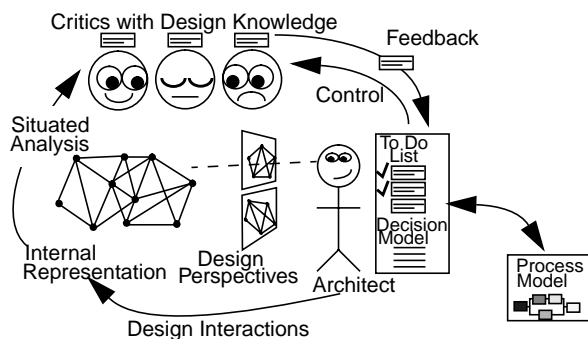 Critics with Design Knowledge
Feedback
Control
Situated
Analysis
To Do
List
Decision
Model
Internal
Representation
Design
Perspectives
Architect
Process
Model
Design Interactions